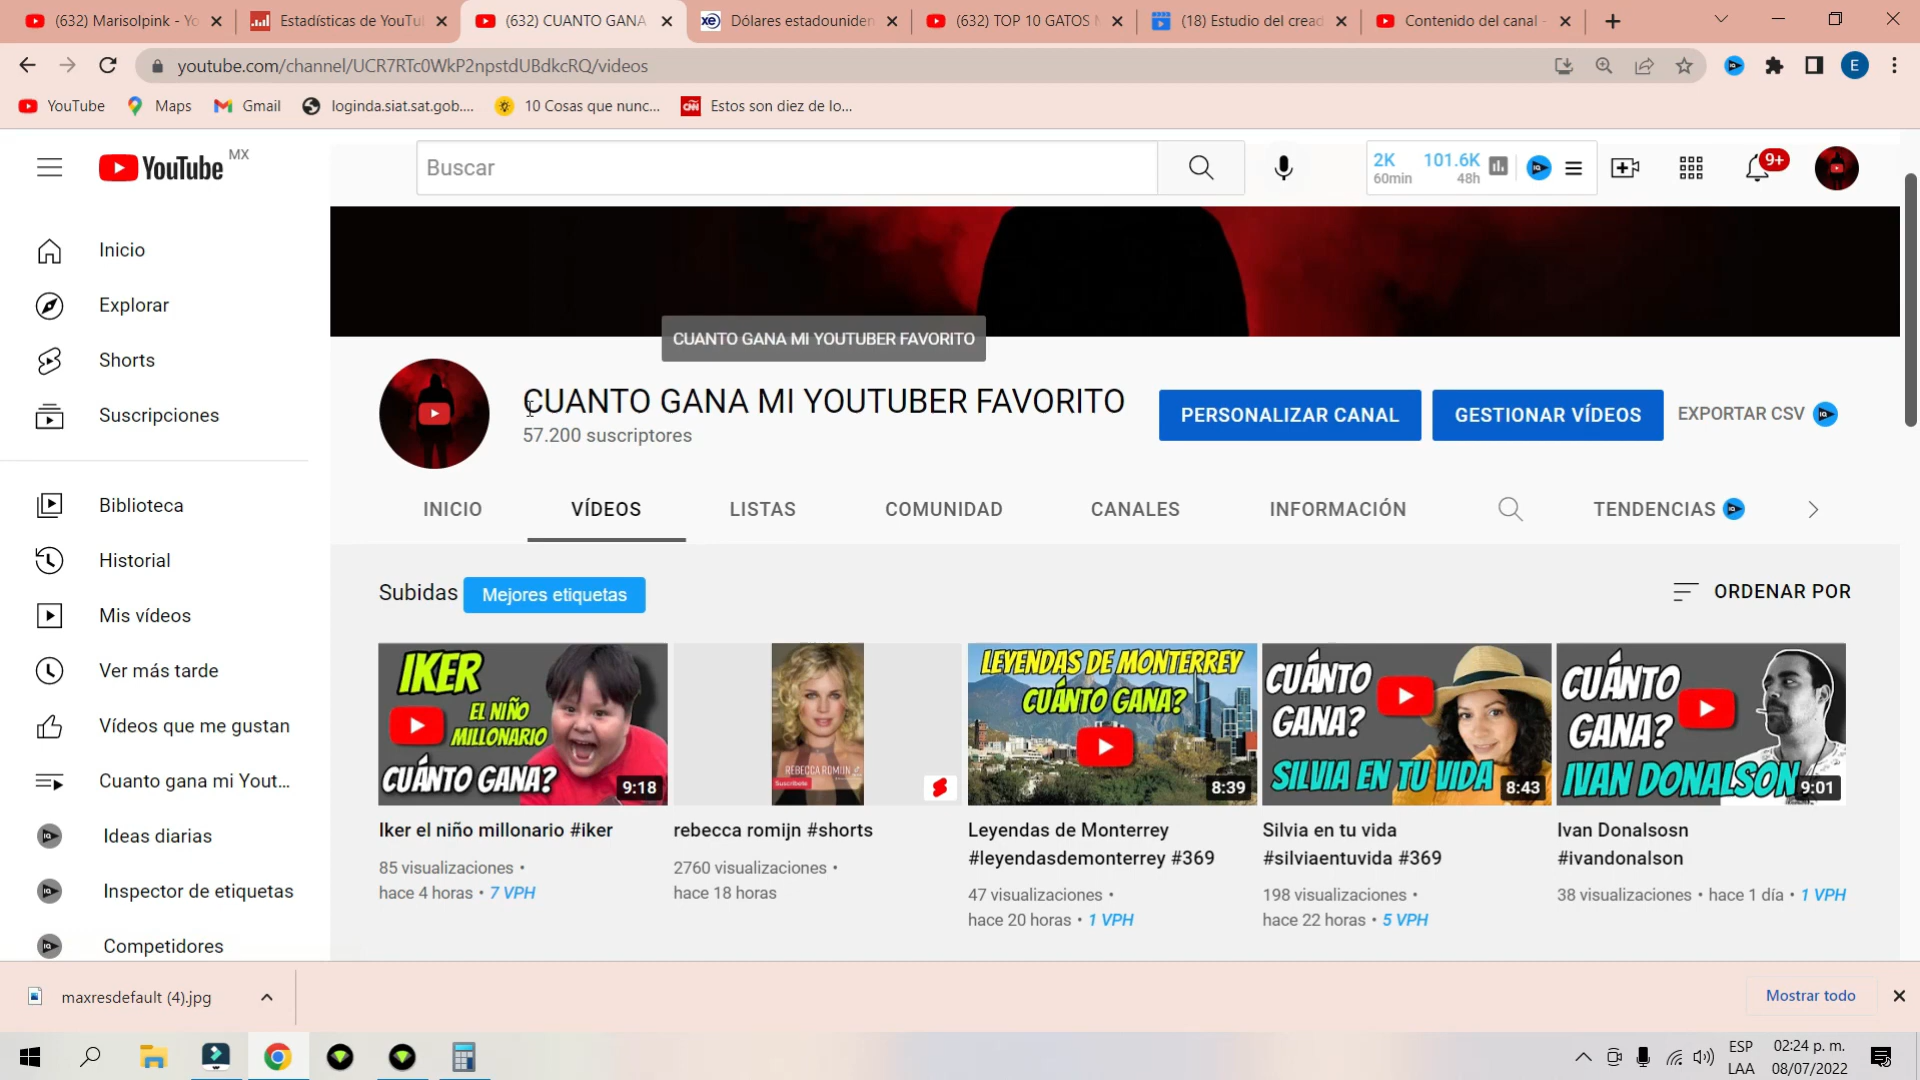 (632) Marisolpink - Yo
Estadísticas de YouTu
(632) CUANTO GANA
Dólares estadouniden
(632) TOP 10 GATOS
(18) Estudio del cread
Contenido del canal -
youtube.com/channel/UCR7RTc0WkP2npstdUBdkcRQ/videos
E
YouTube
Maps
Gmail
loginda.siat.sat.gob....
10 Cosas que nunc...
Estos son diez de lo...
YouTube MX
Buscar
2K
60min
101.6K
48h
9+
Inicio
Explorar
Shorts
Suscripciones
Biblioteca
Historial
Mis vídeos
Ver más tarde
Vídeos que me gustan
Cuanto gana mi Yout...
Ideas diarias
Inspector de etiquetas
Competidores
CUANTO GANA MI YOUTUBER FAVORITO
CUANTO GANA MI YOUTUBER FAVORITO
57.200 suscriptores
PERSONALIZAR CANAL
GESTIONAR VÍDEOS
EXPORTAR CSV
INICIO
VÍDEOS
LISTAS
COMUNIDAD
CANALES
INFORMACIÓN
TENDENCIAS
Subidas
Mejores etiquetas
ORDENAR POR
IKER
EL NIÑO
MILLONARIO
CUÁNTO GANA?
9:18
Iker el niño millonario #iker
85 visualizaciones •
hace 4 horas • 7 VPH
REBECCA ROMIJN
Suscribete
rebecca romijn #shorts
2760 visualizaciones •
hace 18 horas
LEYENDAS DE MONTERREY
CUÁNTO GANA?
8:39
Leyendas de Monterrey
#leyendasdemonterrey #369
47 visualizaciones •
hace 20 horas • 1 VPH
CUÁNTO
GANA?
SILVIA EN TU VIDA
8:43
Silvia en tu vida
#silviaentuvida #369
198 visualizaciones •
hace 22 horas • 5 VPH
CUÁNTO
GANA?
IVAN DONALSON
9:01
Ivan Donalsosn
#ivandonalson
38 visualizaciones • hace 1 día • 1 VPH
maxresdefault (4).jpg
Mostrar todo
ESP
LAA
02:24 p. m.
08/07/2022